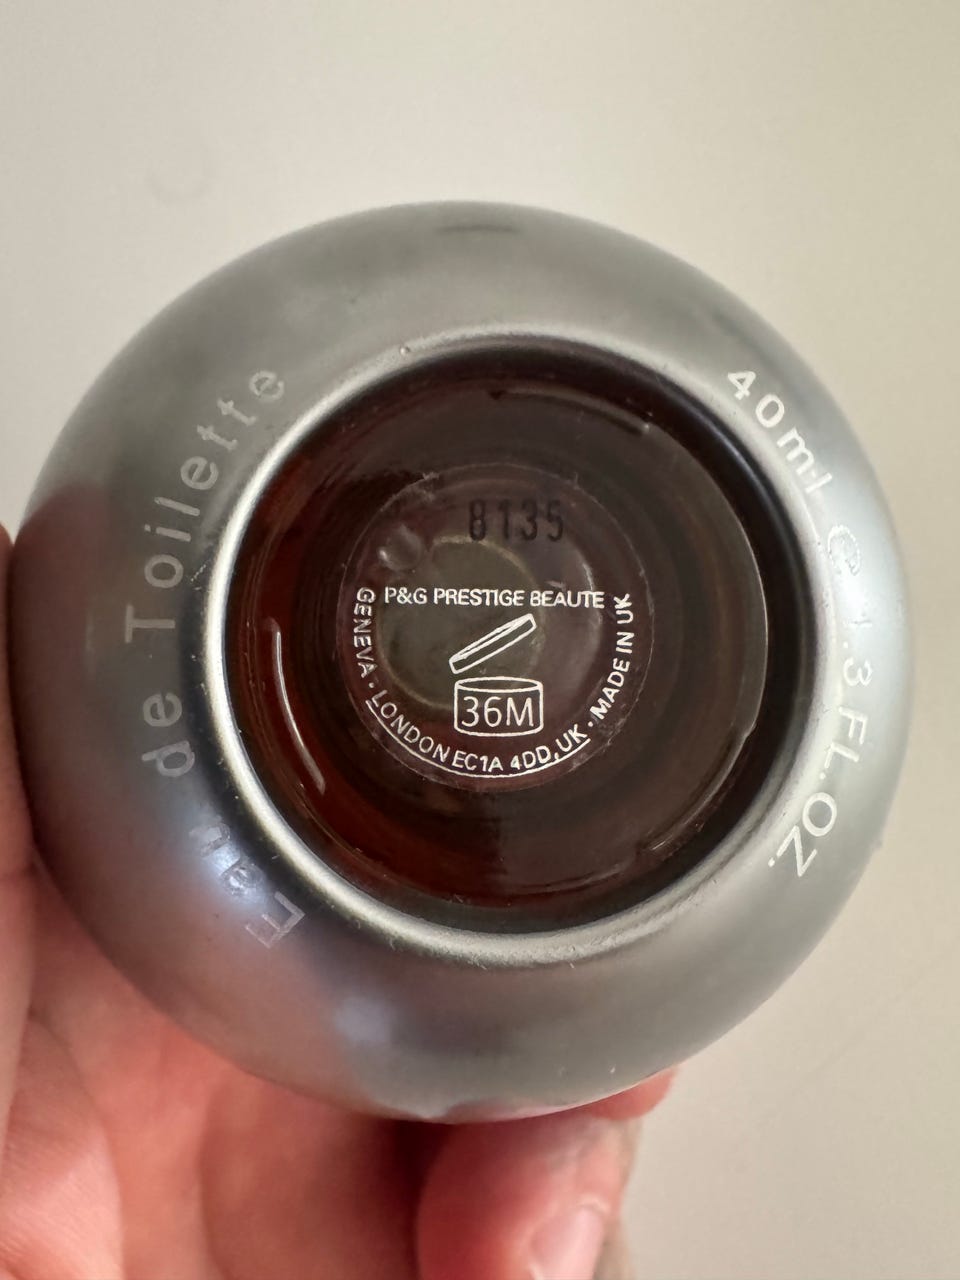 Eau de Toilette
40ml e 1.3 FL.OZ.
8135
P&G PRESTIGE BEAUTE
GENEVA · LONDON EC1A 4DD, UK · MADE IN UK
36M